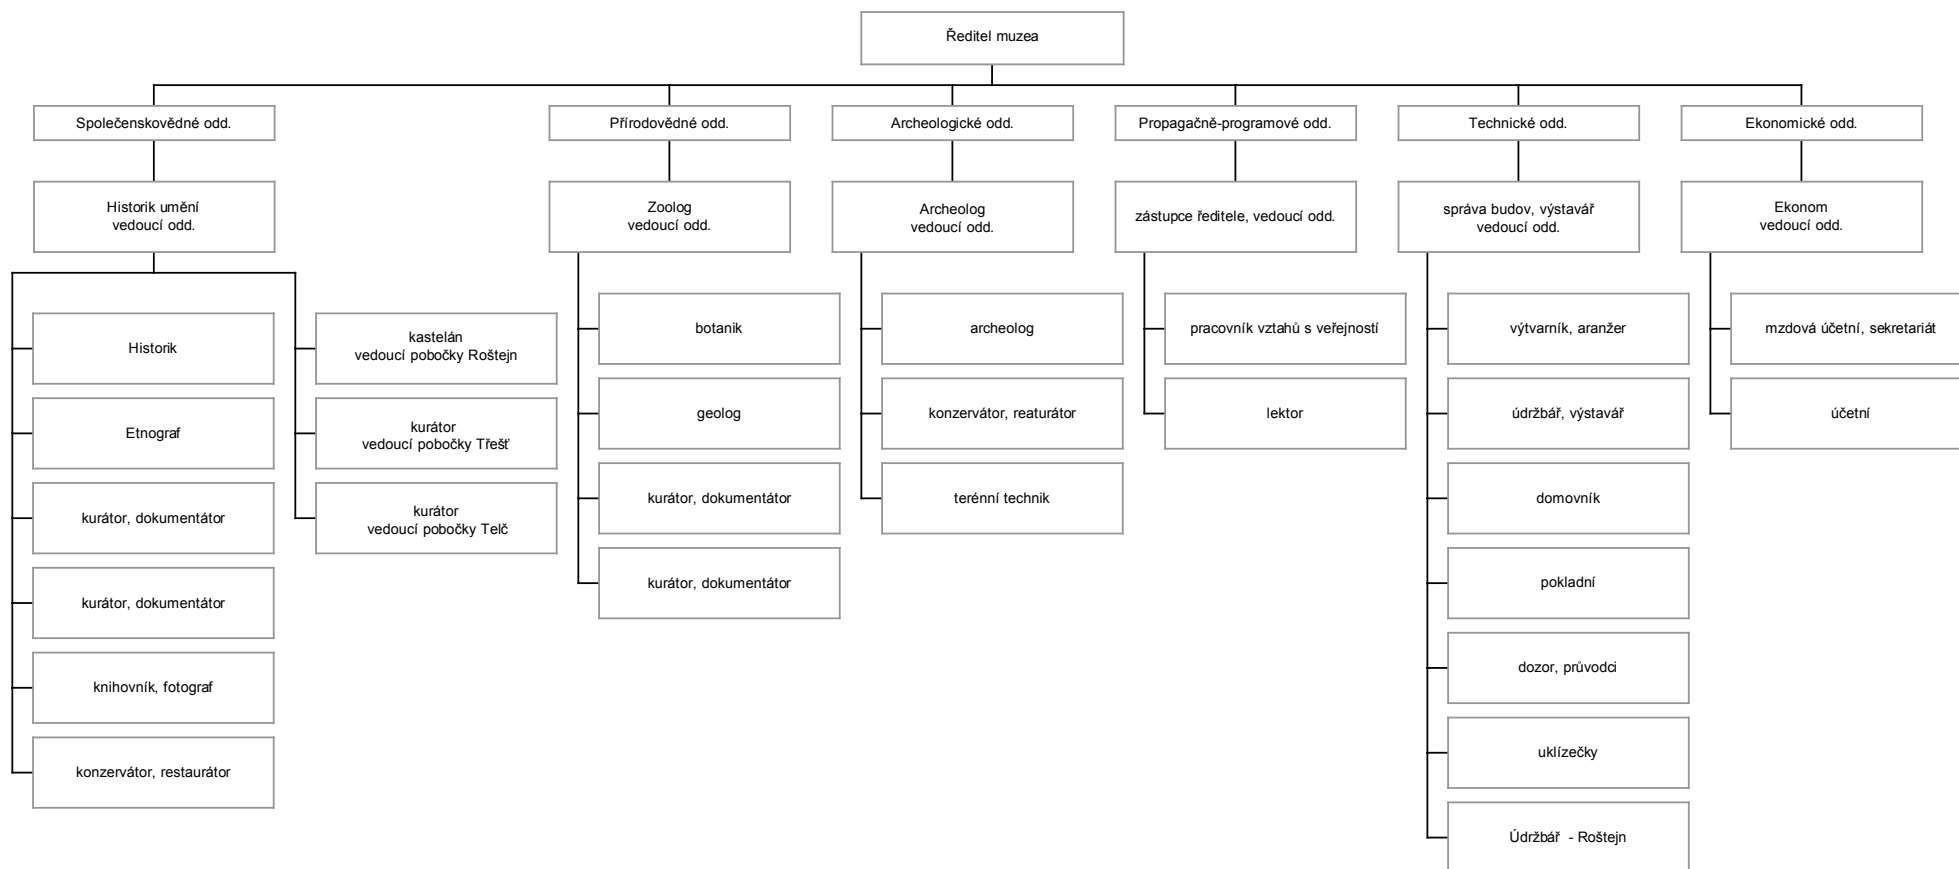 Ředitel muzea
Společenskovědné odd.
Přírodovědné odd.
Archeologické odd.
Propagačně-programové odd.
Technické odd.
Ekonomické odd.
Historik umění
vedoucí odd.
Zoolog
vedoucí odd.
Archeolog
vedoucí odd.
zástupce ředitele, vedoucí odd.
správa budov, výstavář
vedoucí odd.
Ekonom
vedoucí odd.
Historik
Etnograf
kurátor, dokumentátor
kurátor, dokumentátor
knihovník, fotograf
konzervátor, restaurátor
kastelán
vedoucí pobočky Roštejn
kurátor
vedoucí pobočky Třešť
kurátor
vedoucí pobočky Telč
botanik
geolog
kurátor, dokumentátor
kurátor, dokumentátor
archeolog
konzervátor, reaturátor
terénní technik
pracovník vztahů s veřejností
lektor
výtvarník, aranžer
údržbář, výstavář
domovník
pokladní
dozor, průvodci
uklízečky
Údržbář - Roštejn
mzdová účetní, sekretariát
účetní